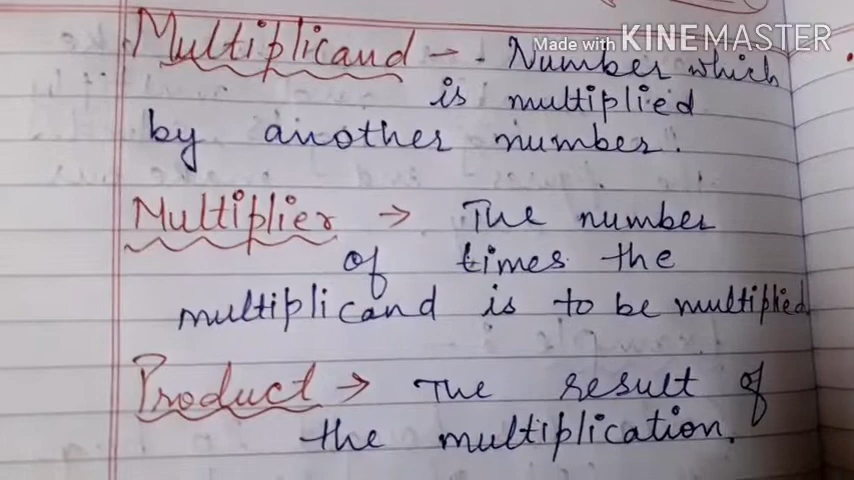 Made with KINEMASTER
Multiplicand → Number which
is multiplied
by another number.
Multiplier → The number
of times the
multiplicand is to be multiplied
Product → The result of
the multiplication.